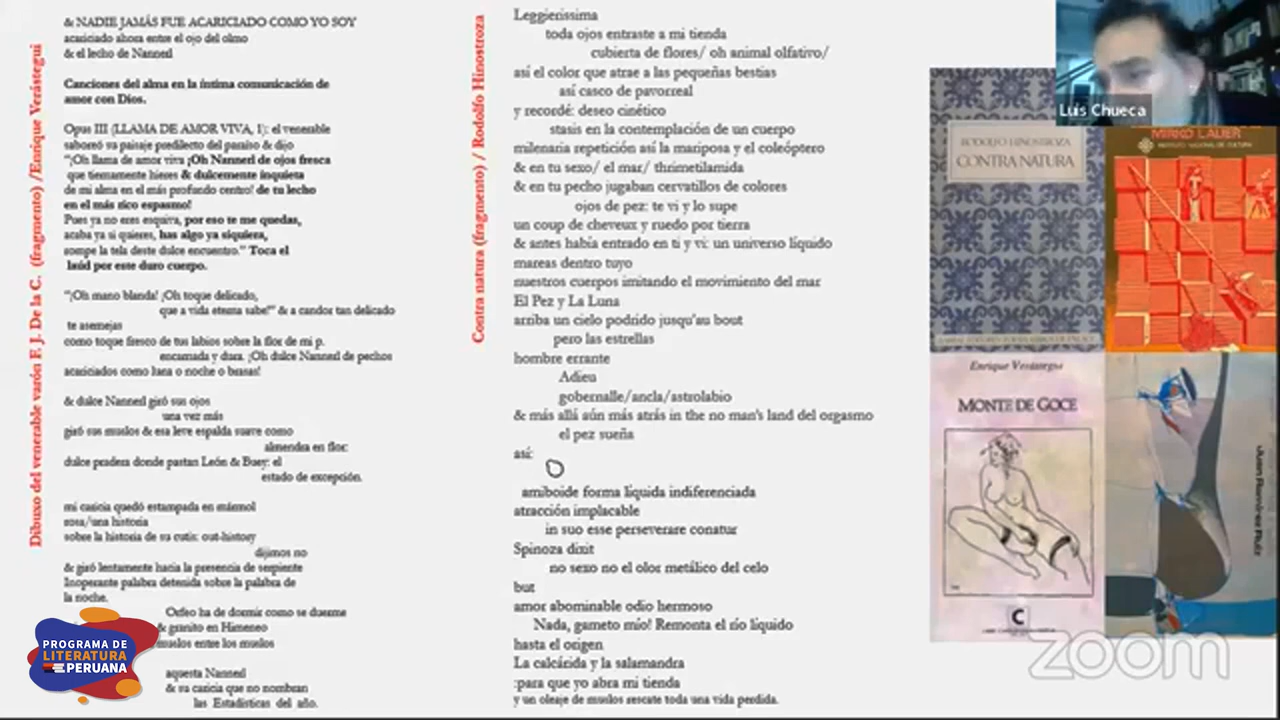 Dibuxo del venerable varón F. J. De la C. (fragmento) /Enrique Verástegui
& NADIE JAMÁS FUE ACARICIADO COMO YO SOY
acariciado ahora entre el ojo del olmo
& el lecho de Nannerl
Canciones del alma en la íntima comunicación de
amor con Dios.
Opus III (LLAMA DE AMOR VIVA, 1): el venerable
saboreó su paisaje predilecto del paraíso & dijo
"¡Oh llama de amor viva ¡Oh Nannerl de ojos fresca
que tiernamente hieres & dulcemente inquieta
de mi alma en el más profundo centro! de tu lecho
en el más rico espasmo!
Pues ya no eres esquiva, por eso te me quedas,
acaba ya si quieres, has algo ya siquiera,
rompe la tela deste dulce encuentro." Toca el
laúd por este duro cuerpo.
"¡Oh mano blanda! ¡Oh toque delicado,
que a vida eterna sabe!" & a candor tan delicado
te asemejas
como toque fresco de tus labios sobre la flor de mi p.
encarnada y dura. ¡Oh dulce Nannerl de pechos
acariciados como luna o noche o brasas!
& dulce Nannerl giró sus ojos
una vez más
giró sus muslos & esa leve espalda suave como
almendra en flor:
dulce pradera donde pastan León & Buey: el
estado de excepción.
mi caricia quedó estampada en mármol
rosa/una historia
sobre la historia de su cutis: out-history
dijimos no
& giró lentamente hacia la presencia de serpiente
Inoperante palabra detenida sobre la palabra de
la noche.
Orfeo ha de dormir como se duerme
& granito en Himeneo
muslos entre los muslos
aquesta Nannerl
& su caricia que no nombran
las Estadísticas del año.
PROGRAMA DE
LITERATURA
PERUANA
Contra natura (fragmento) / Rodolfo Hinostroza
Leggierissima
toda ojos entraste a mi tienda
cubierta de flores/ oh animal olfativo/
así el color que atrae a las pequeñas bestias
así casco de pavorreal
y recordé: deseo cinético
stasis en la contemplación de un cuerpo
milenaria repetición así la mariposa y el coleóptero
& en tu sexo/ el mar/ thrimetilamida
& en tu pecho jugaban cervatillos de colores
ojos de pez: te vi y lo supe
un coup de cheveux y ruedo por tierra
& antes había entrado en ti y vi: un universo líquido
mareas dentro tuyo
nuestros cuerpos imitando el movimiento del mar
El Pez y La Luna
arriba un cielo podrido jusqu'au bout
pero las estrellas
hombre errante
Adieu
gobernalle/ancla/astrolabio
& más allá aún más atrás in the no man's land del orgasmo
el pez sueña
así:
amiboide forma líquida indiferenciada
atracción implacable
in suo esse perseverare conatur
Spinoza dixit
no sexo no el olor metálico del celo
but
amor abominable odio hermoso
Nada, gameto mío! Remonta el río líquido
hasta el origen
La calcárida y la salamandra
:para que yo abra mi tienda
y un oleaje de muslos rescate toda una vida perdida.
Luis Chueca
RODOLFO HINOSTROZA
CONTRA NATURA
MIRKO LAUER
INSTITUTO NACIONAL DE CULTURA
Enrique Verástegui
MONTE DE GOCE
C
Juan Ramírez Ruiz
zoom